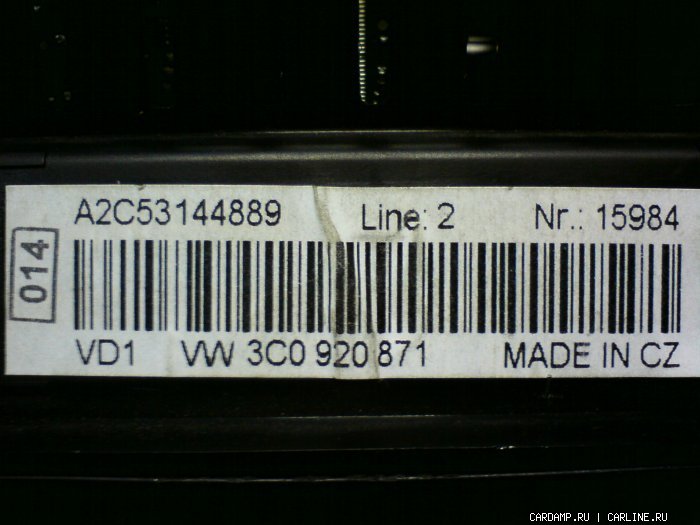 A2C53144889 Line: 2 Nr.: 15984
014
VD1 VW 3C0 920 871 MADE IN CZ
CARDAMP.RU | CARLINE.RU